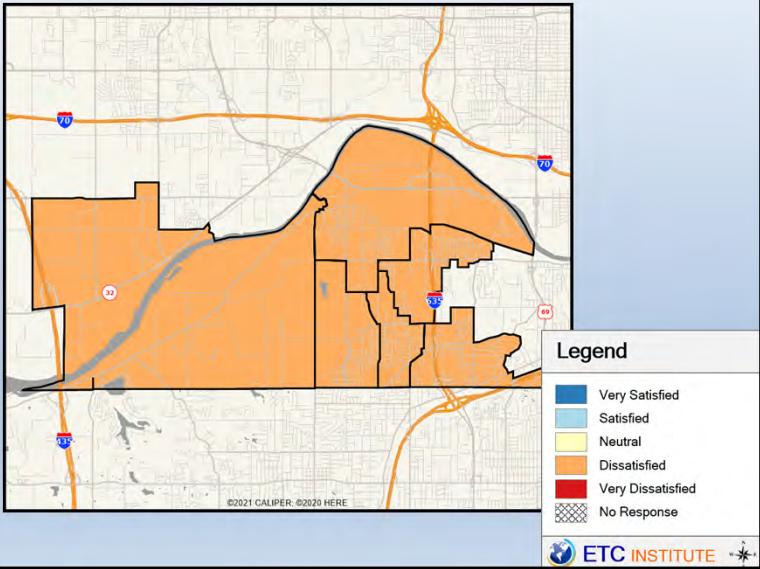 70
70
32
635
69
435
©2021 CALIPER; ©2020 HERE
Legend
Very Satisfied
Satisfied
Neutral
Dissatisfied
Very Dissatisfied
No Response
ETC INSTITUTE